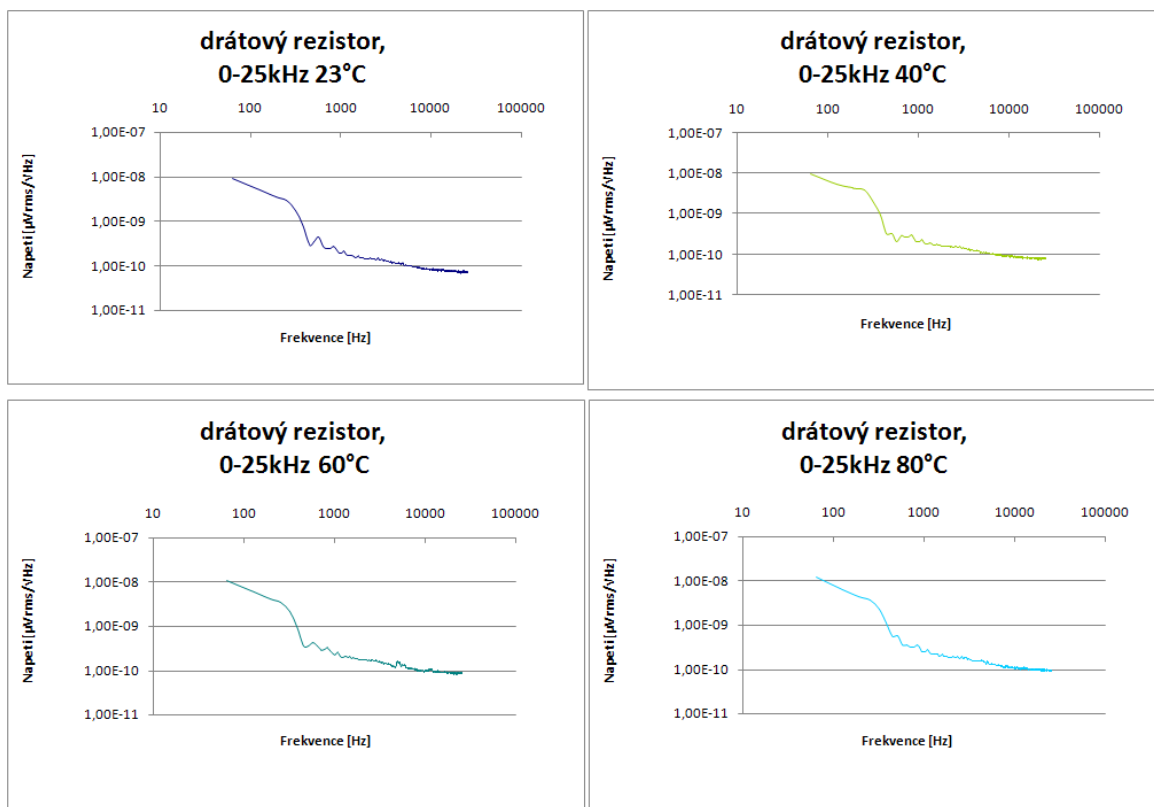 drátový rezistor,
0-25kHz 23°C
10 100 1000 10000 100000
1,00E-07
1,00E-08
1,00E-09
1,00E-10
1,00E-11
Napeti [µVrms/√Hz]
Frekvence [Hz]
drátový rezistor,
0-25kHz 40°C
10 100 1000 10000 100000
1,00E-07
1,00E-08
1,00E-09
1,00E-10
1,00E-11
Napeti [µVrms/√Hz]
Frekvence [Hz]
drátový rezistor,
0-25kHz 60°C
10 100 1000 10000 100000
1,00E-07
1,00E-08
1,00E-09
1,00E-10
1,00E-11
Napeti [µVrms/√Hz]
Frekvence [Hz]
drátový rezistor,
0-25kHz 80°C
10 100 1000 10000 100000
1,00E-07
1,00E-08
1,00E-09
1,00E-10
1,00E-11
Napeti [µVrms/√Hz]
Frekvence [Hz]